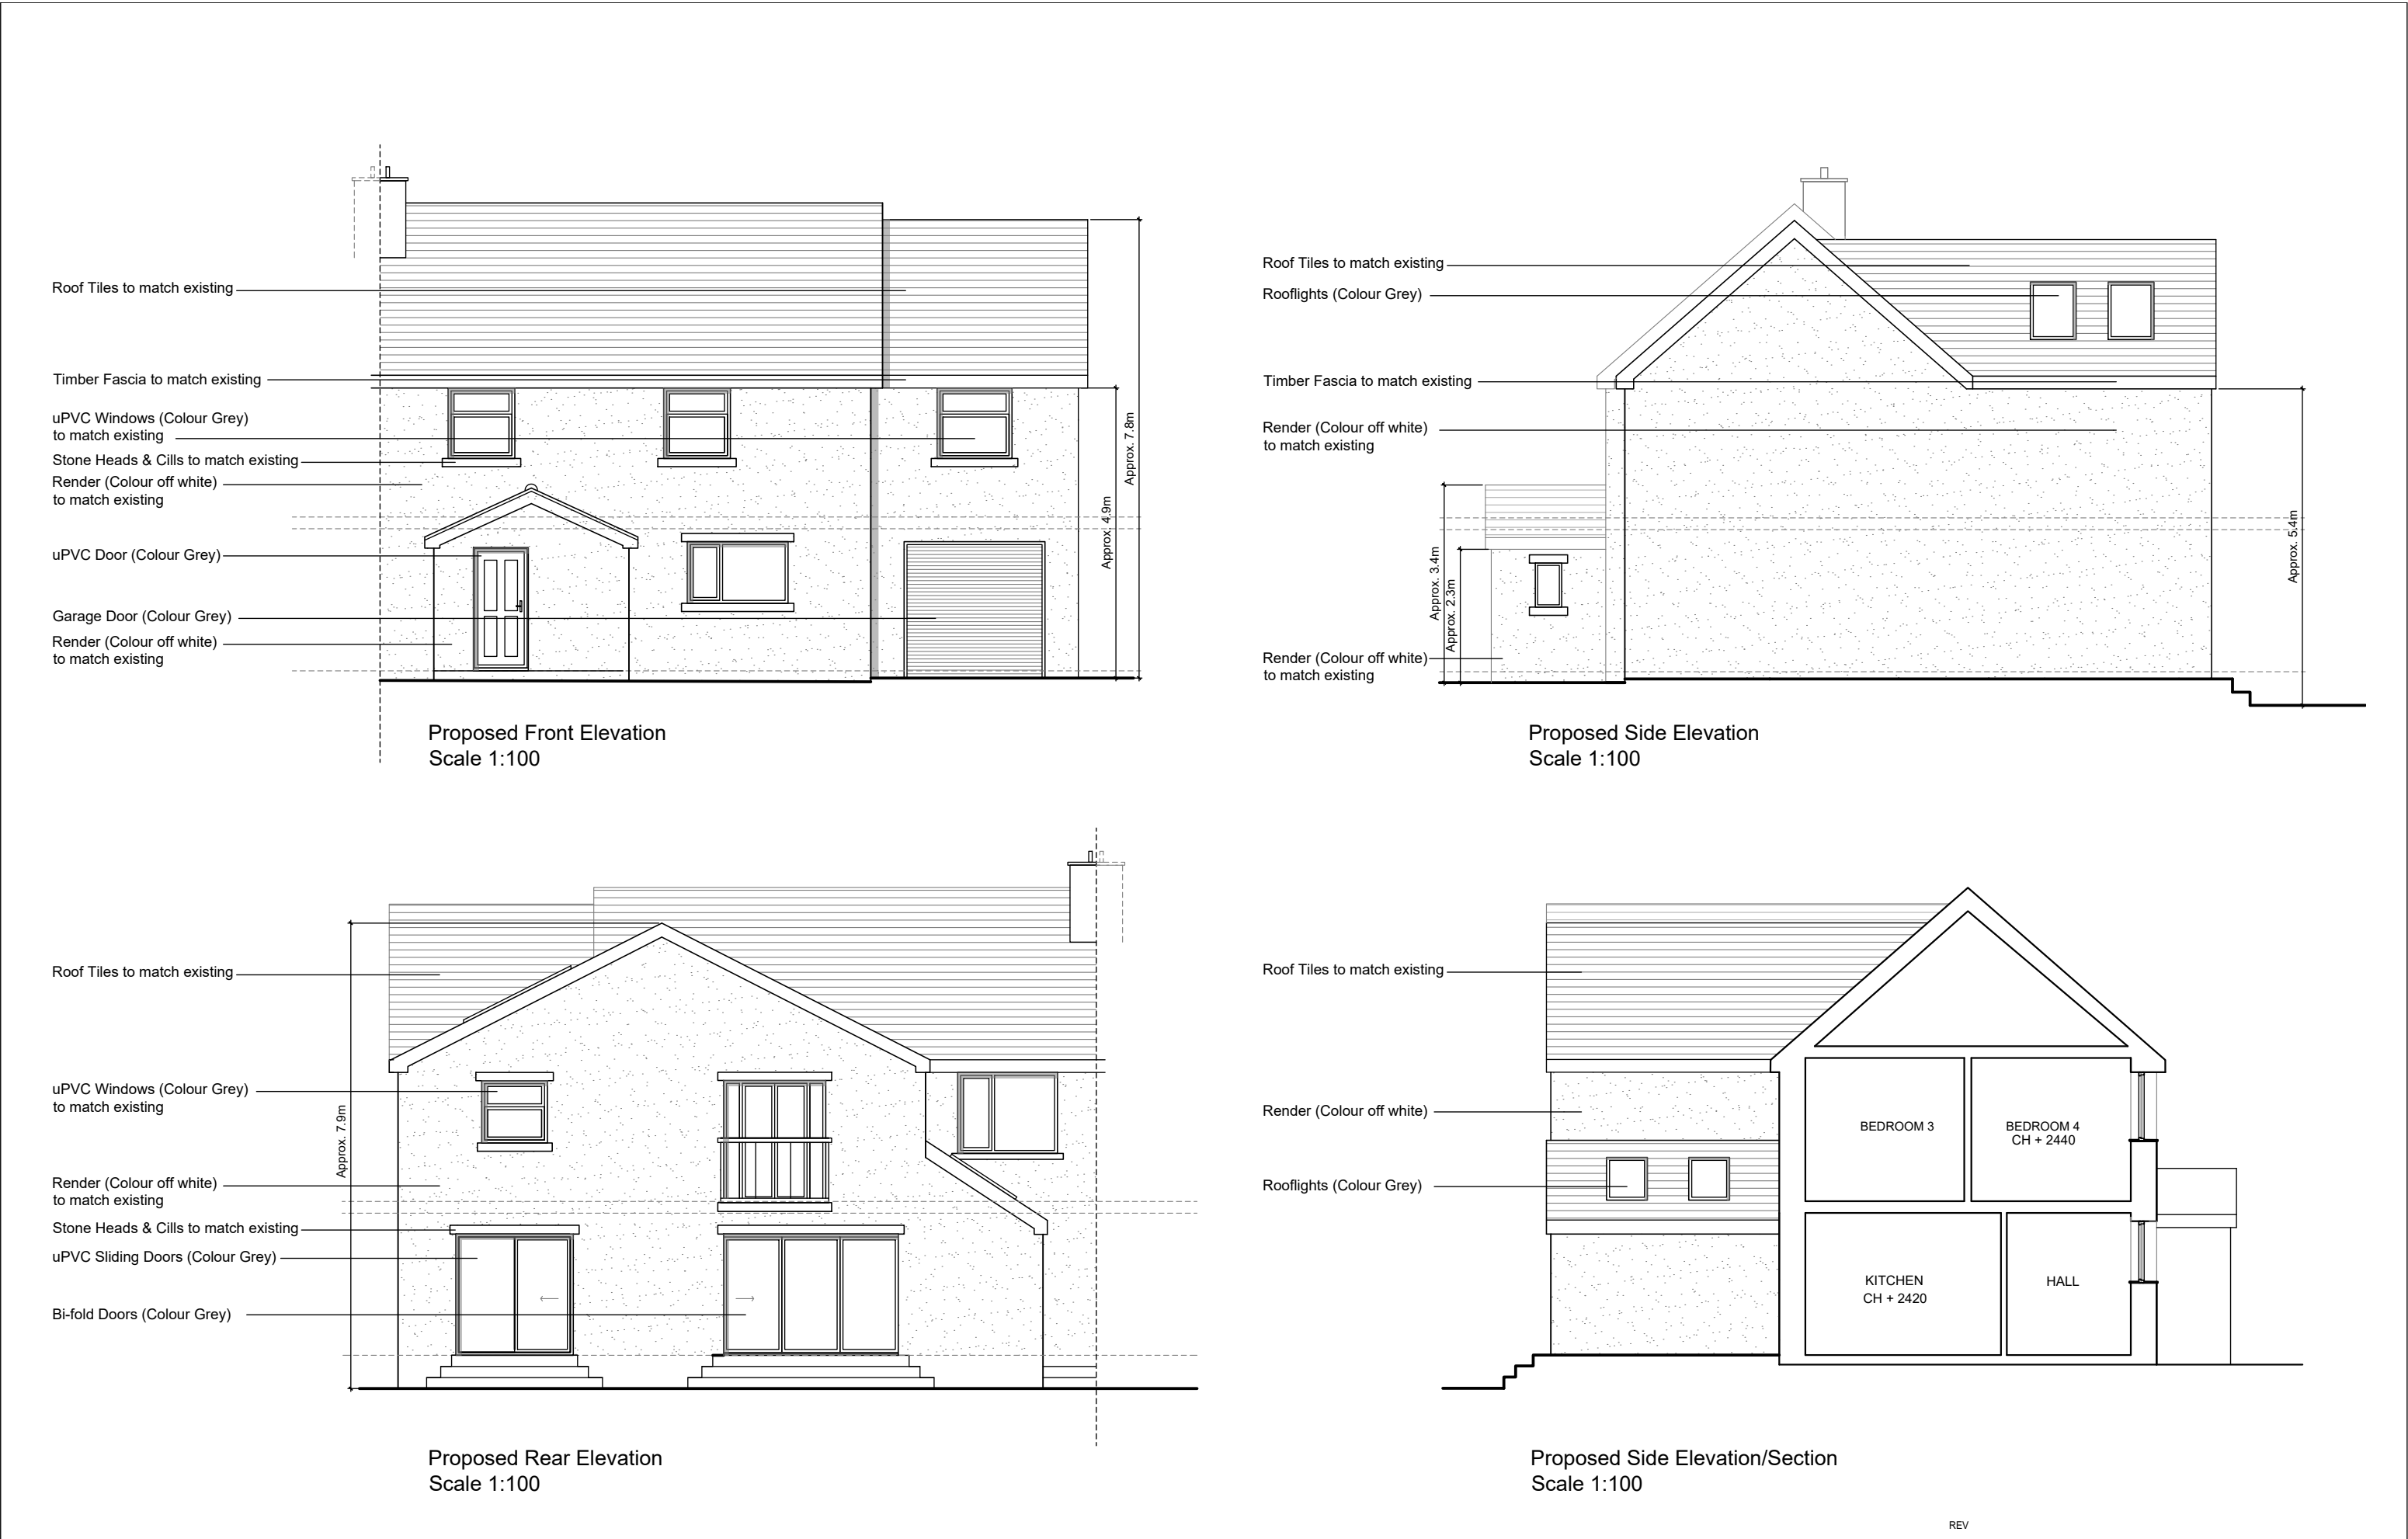 Roof Tiles to match existing
Timber Fascia to match existing
uPVC Windows (Colour Grey)
to match existing
Stone Heads & Cills to match existing
Render (Colour off white)
to match existing
uPVC Door (Colour Grey)
Garage Door (Colour Grey)
Render (Colour off white)
to match existing
Approx. 4.9m
Approx. 7.8m
Proposed Front Elevation
Scale 1:100
Roof Tiles to match existing
Rooflights (Colour Grey)
Timber Fascia to match existing
Render (Colour off white)
to match existing
Render (Colour off white)
to match existing
Approx. 3.4m
Approx. 2.3m
Approx. 5.4m
Proposed Side Elevation
Scale 1:100
Roof Tiles to match existing
uPVC Windows (Colour Grey)
to match existing
Render (Colour off white)
to match existing
Stone Heads & Cills to match existing
uPVC Sliding Doors (Colour Grey)
Bi-fold Doors (Colour Grey)
Approx. 7.9m
Proposed Rear Elevation
Scale 1:100
Roof Tiles to match existing
Render (Colour off white)
Rooflights (Colour Grey)
BEDROOM 3
BEDROOM 4
CH + 2440
KITCHEN
CH + 2420
HALL
Proposed Side Elevation/Section
Scale 1:100
REV